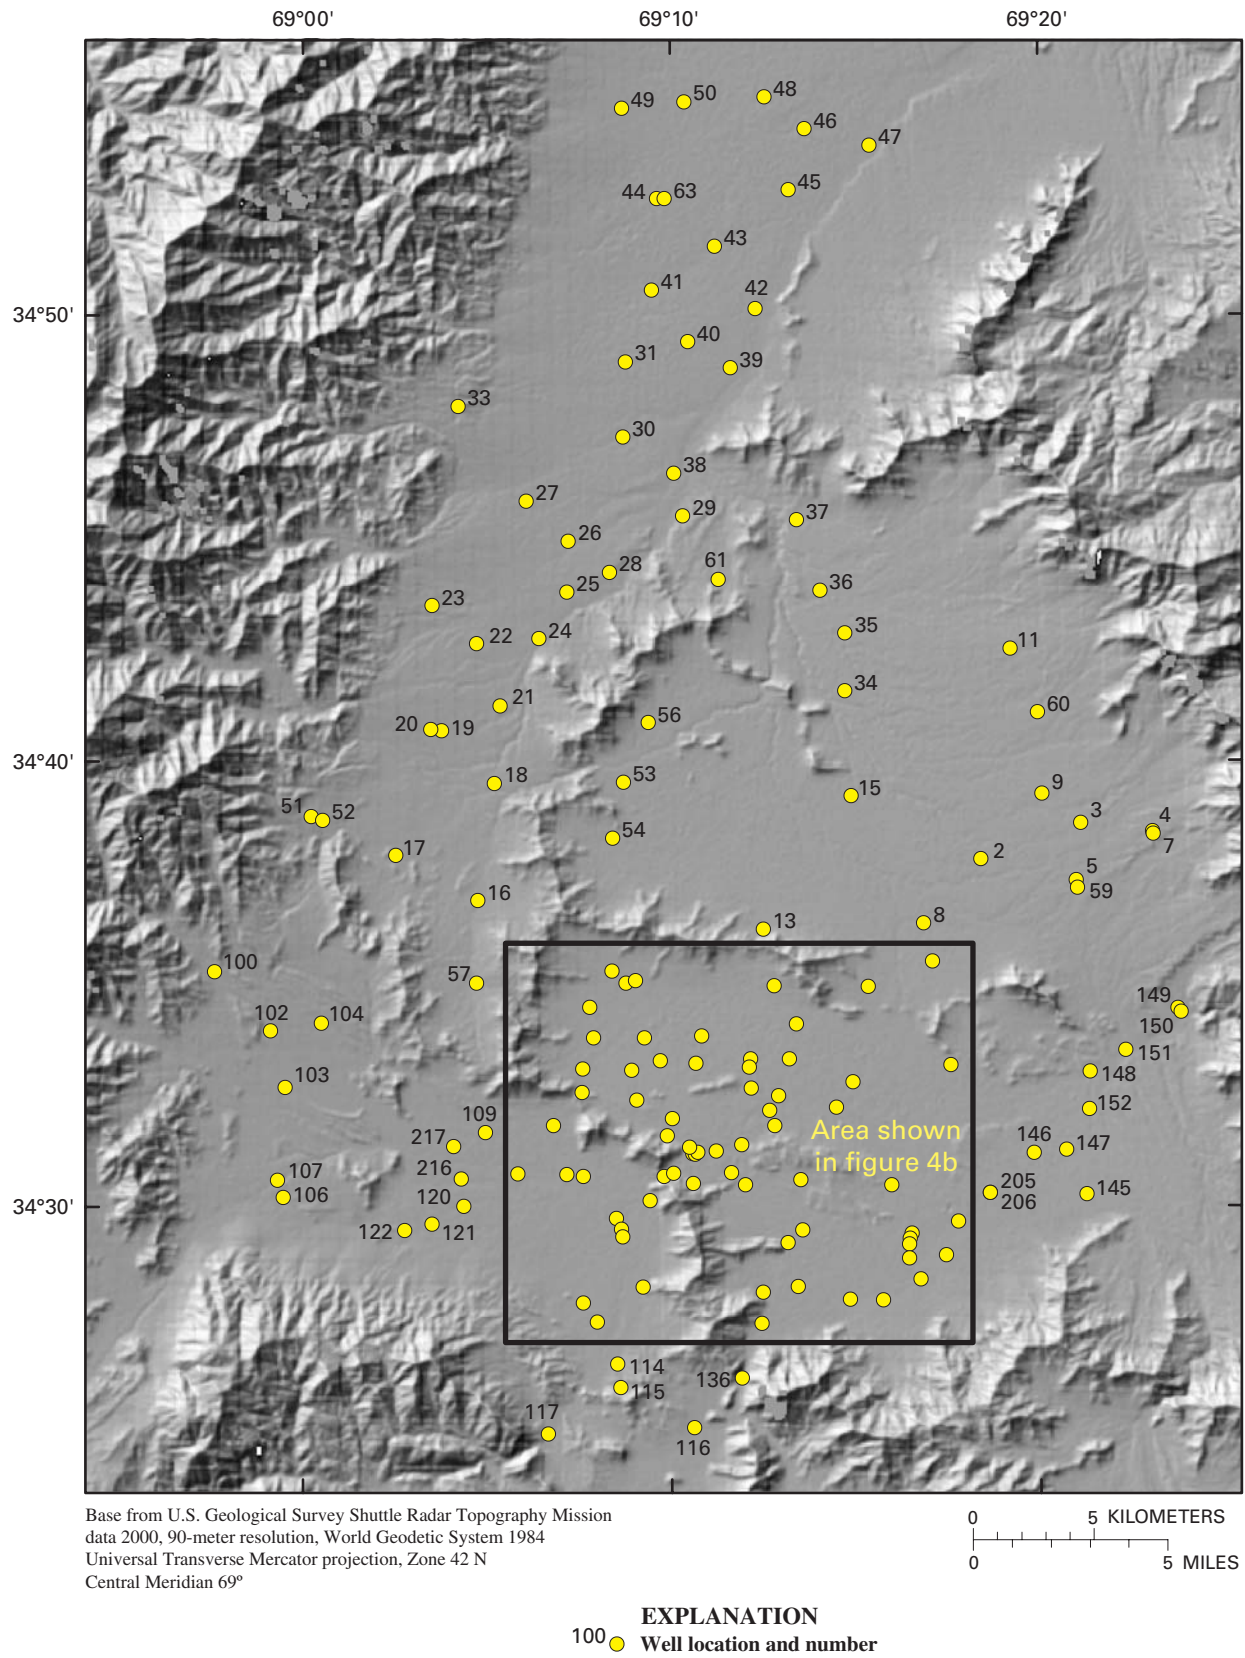 69°00' 69°10' 69°20'
49 50 48
46
47
44 63 45
43
41 42
34°50'
40
31 39
33
30
38
27 29 37
26
28 61 36
25
23
22 24 35
11
34
21 60
20 19 56
34°40'
18 53 15 9
51 52 3 4
54 7
17 2
5
16 59
13 8
100 57
149
102 104 150
151
148
103
152
109
217 Area shown 146 147
in figure 4b
107 216
205
106 120 206 145
34°30'
122 121
114
115 136
117
116
Base from U.S. Geological Survey Shuttle Radar Topography Mission
data 2000, 90-meter resolution, World Geodetic System 1984
Universal Transverse Mercator projection, Zone 42 N
Central Meridian 69º
0 5 KILOMETERS
0 5 MILES
EXPLANATION
100 Well location and number